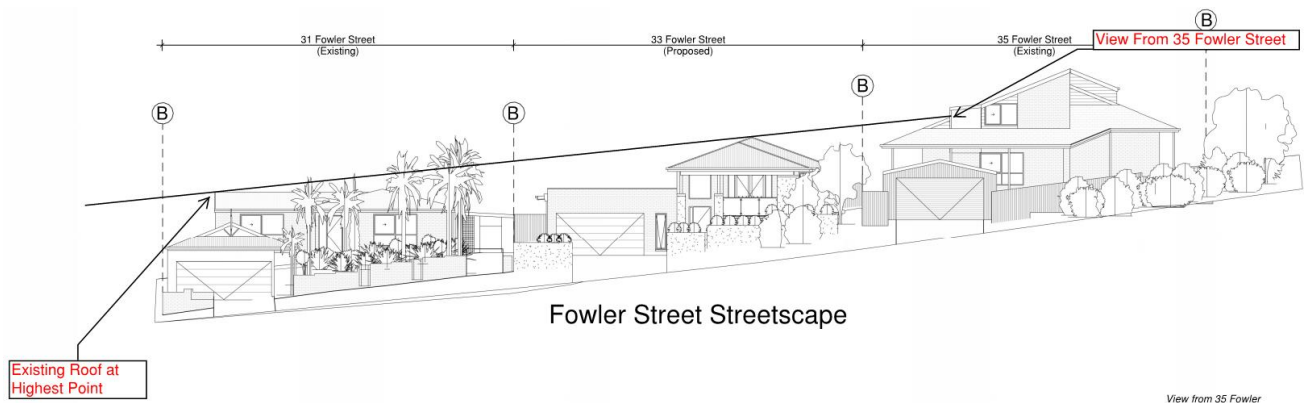 B
31 Fowler Street
(Existing)
33 Fowler Street
(Proposed)
35 Fowler Street
(Existing)
View From 35 Fowler Street
B
B
B
Fowler Street Streetscape
Existing Roof at
Highest Point
View from 35 Fowler